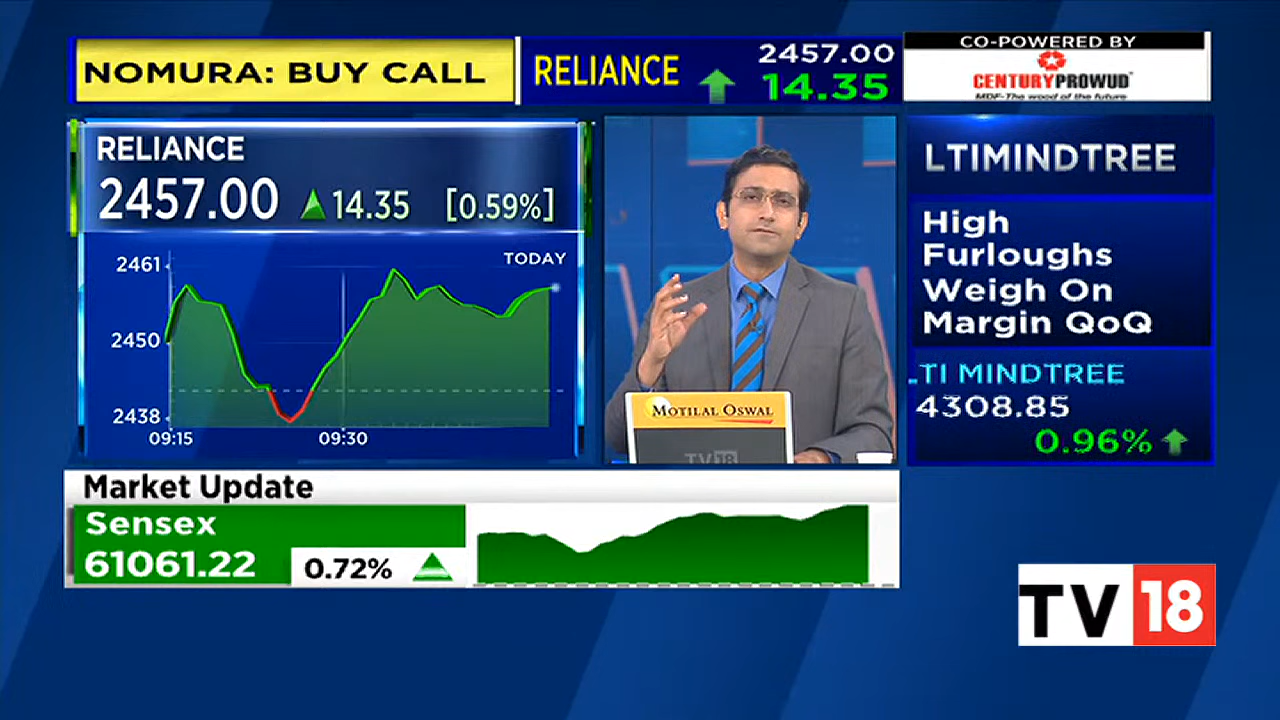 NOMURA: BUY CALL
RELIANCE
2457.00
14.35
CO-POWERED BY
CENTURYPROWUD
MDF-The wood of the future
RELIANCE
2457.00
14.35
[0.59%]
TODAY
2461
2450
2438
09:15
09:30
MOTILAL OSWAL
TV18
LTIMINDTREE
High
Furloughs
Weigh On
Margin QoQ
LTI MINDTREE
4308.85
0.96%
Market Update
Sensex
61061.22
0.72%
TV18